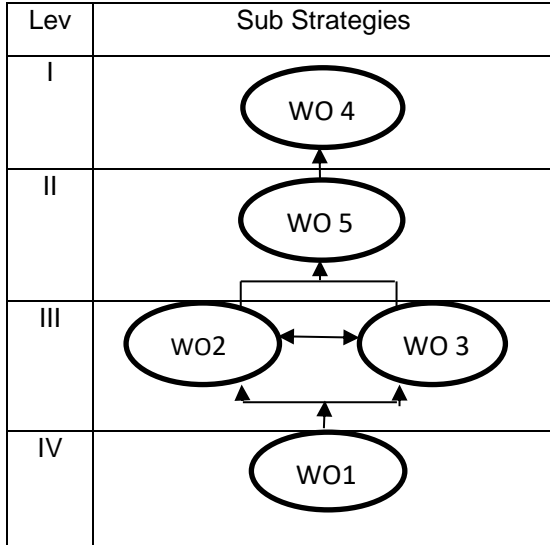 Lev Sub Strategies
I
WO 4
II
WO 5
III
WO2 WO 3
IV
WO1